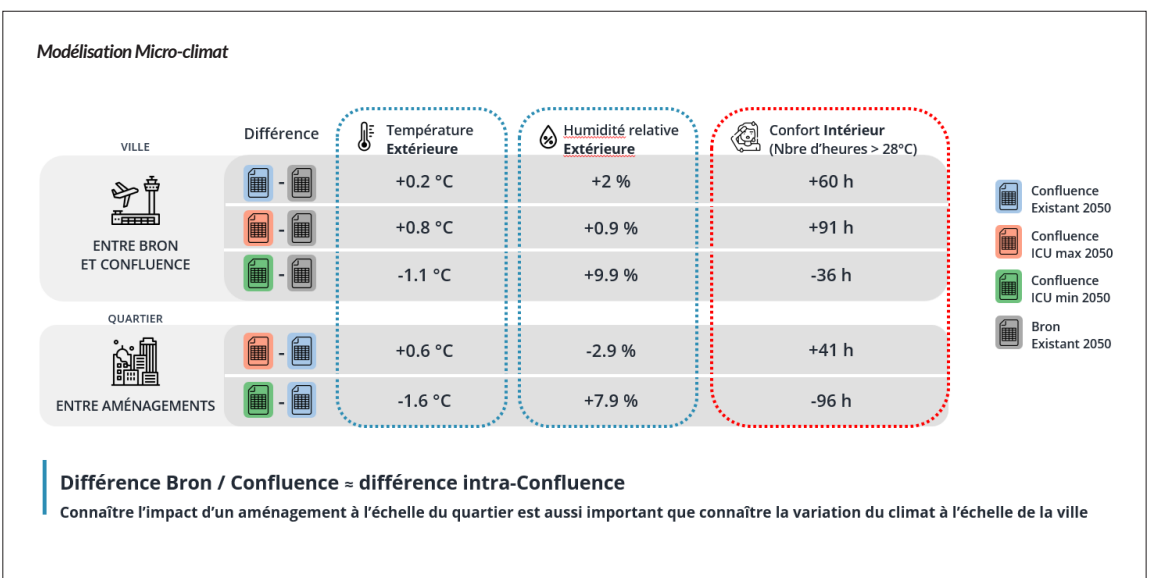 Modélisation Micro-climat
Différence
Température
Extérieure
Humidité relative
Extérieure
Confort Intérieur
(Nbre d'heures > 28°C)
VILLE
ENTRE BRON
ET CONFLUENCE
- +0.2 °C +2 % +60 h
- +0.8 °C +0.9 % +91 h
- -1.1 °C +9.9 % -36 h
QUARTIER
ENTRE AMÉNAGEMENTS
- +0.6 °C -2.9 % +41 h
- -1.6 °C +7.9 % -96 h
Confluence
Existant 2050
Confluence
ICU max 2050
Confluence
ICU min 2050
Bron
Existant 2050
Différence Bron / Confluence ≈ différence intra-Confluence
Connaître l'impact d'un aménagement à l'échelle du quartier est aussi important que connaître la variation du climat à l'échelle de la ville